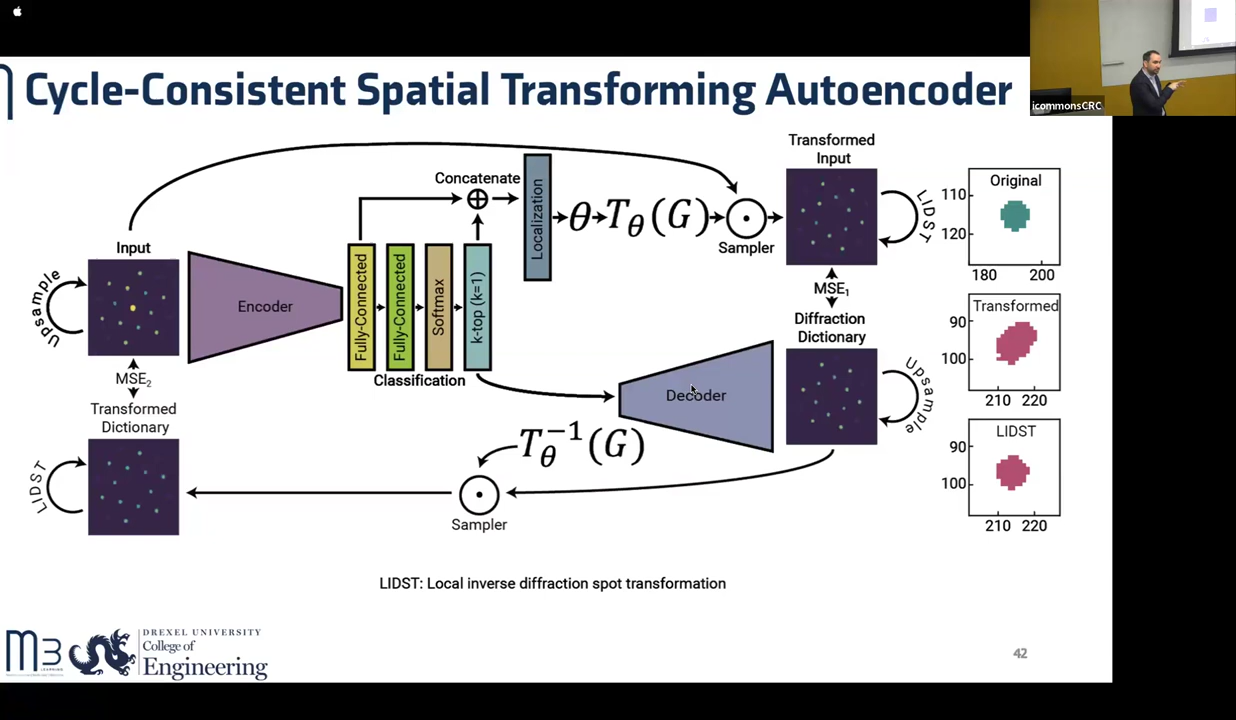 Cycle-Consistent Spatial Transforming Autoencoder
icommonsCRC
Transformed
Input
LIDST
Original
110
120
180 200
Concatenate
Localization
θ
T_θ(G)
Sampler
Input
Upsample
Encoder
Fully-Connected
Fully-Connected
Softmax
k-top (k=1)
Classification
MSE₁
Diffraction
Dictionary
Upsample
Decoder
Transformed
90
100
210 220
MSE₂
Transformed
Dictionary
LIDST
T_θ^{-1}(G)
Sampler
LIDST
90
100
210 220
LIDST: Local inverse diffraction spot transformation
M3
DREXEL UNIVERSITY
College of
Engineering
42